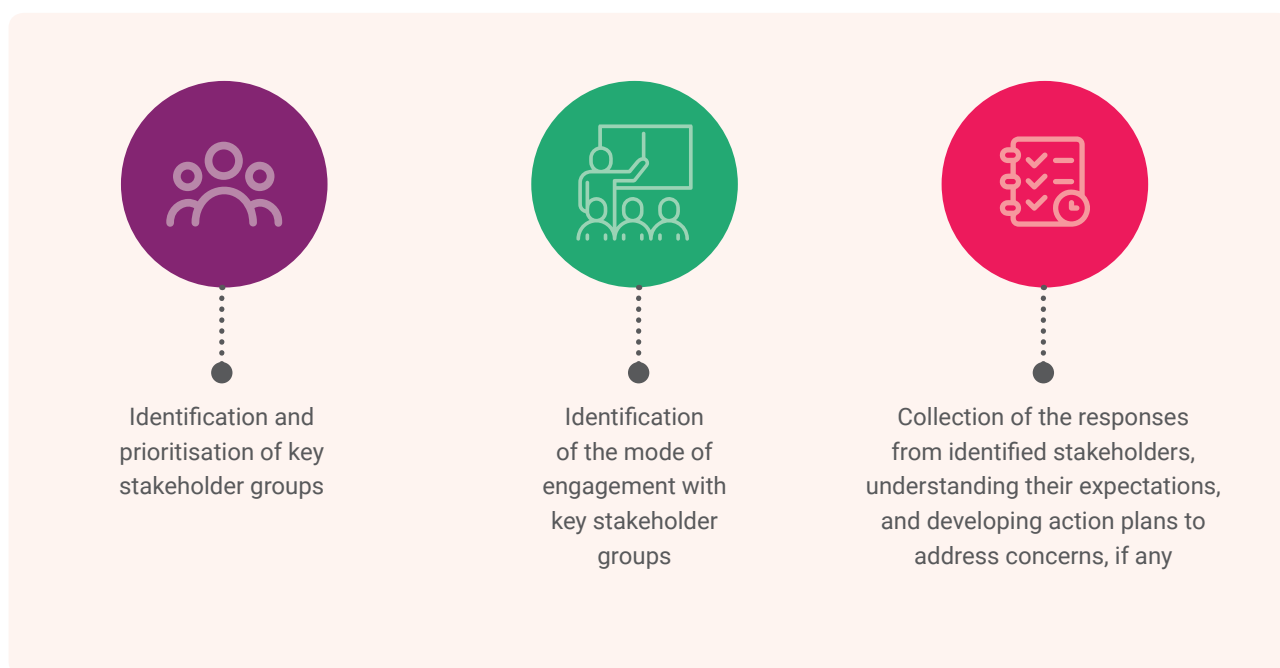 Identification and
prioritisation of key
stakeholder groups
Identification
of the mode of
engagement with
key stakeholder
groups
Collection of the responses
from identified stakeholders,
understanding their expectations,
and developing action plans to
address concerns, if any